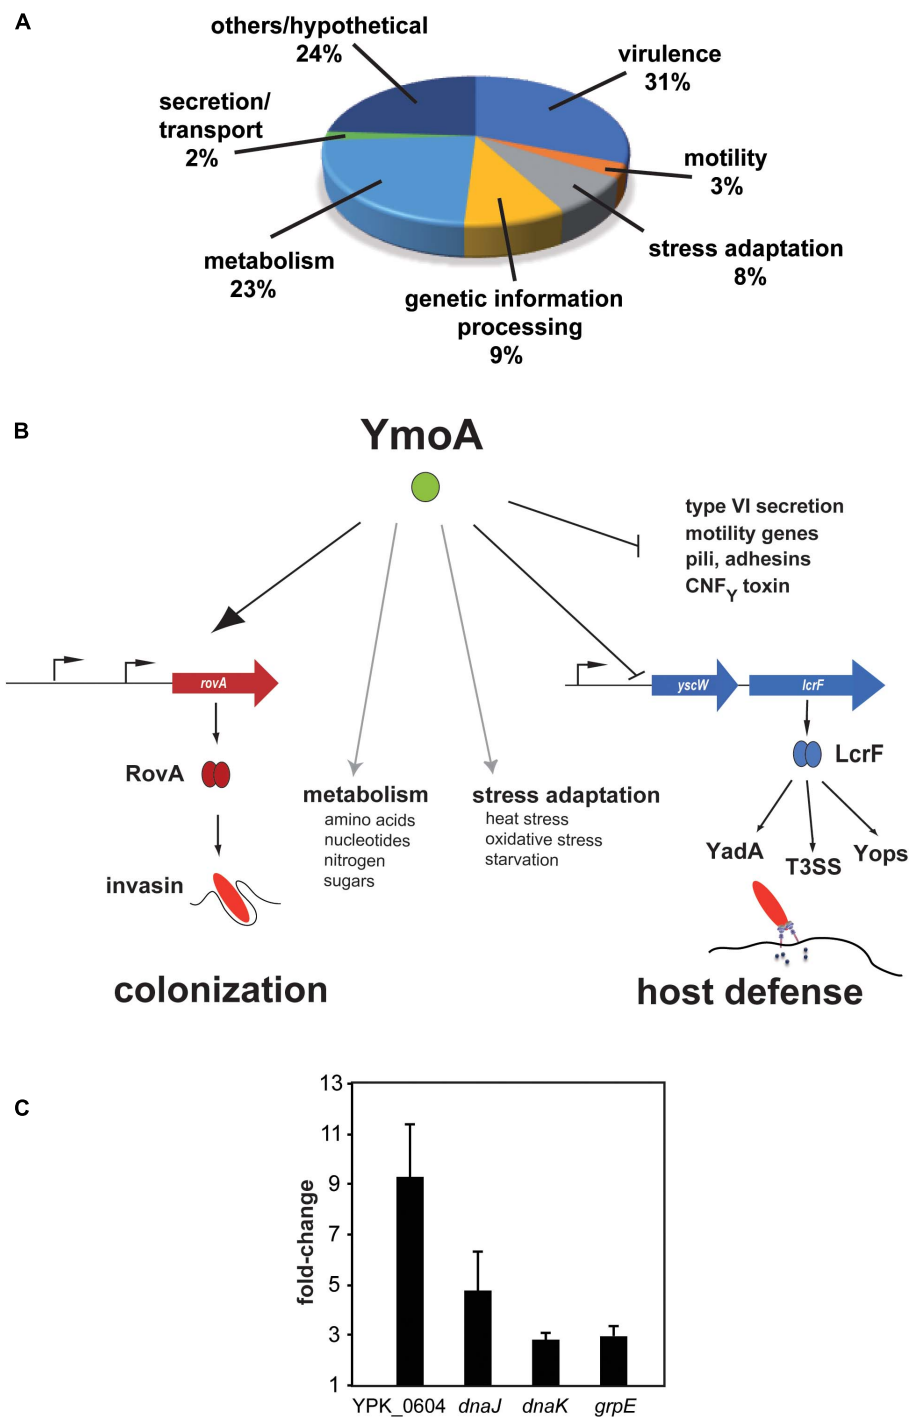 A
others/hypothetical
24%
virulence
31%
secretion/
transport
2%
motility
3%
stress adaptation
8%
metabolism
23%
genetic information
processing
9%
B
YmoA
type VI secretion
motility genes
pili, adhesins
CNFY toxin
rovA
yscW
lcrF
RovA
LcrF
metabolism
amino acids
nucleotides
nitrogen
sugars
stress adaptation
heat stress
oxidative stress
starvation
YadA
T3SS
Yops
invasin
colonization
host defense
C
fold-change
13
11
9
7
5
3
1
YPK_0604 dnaJ dnaK grpE